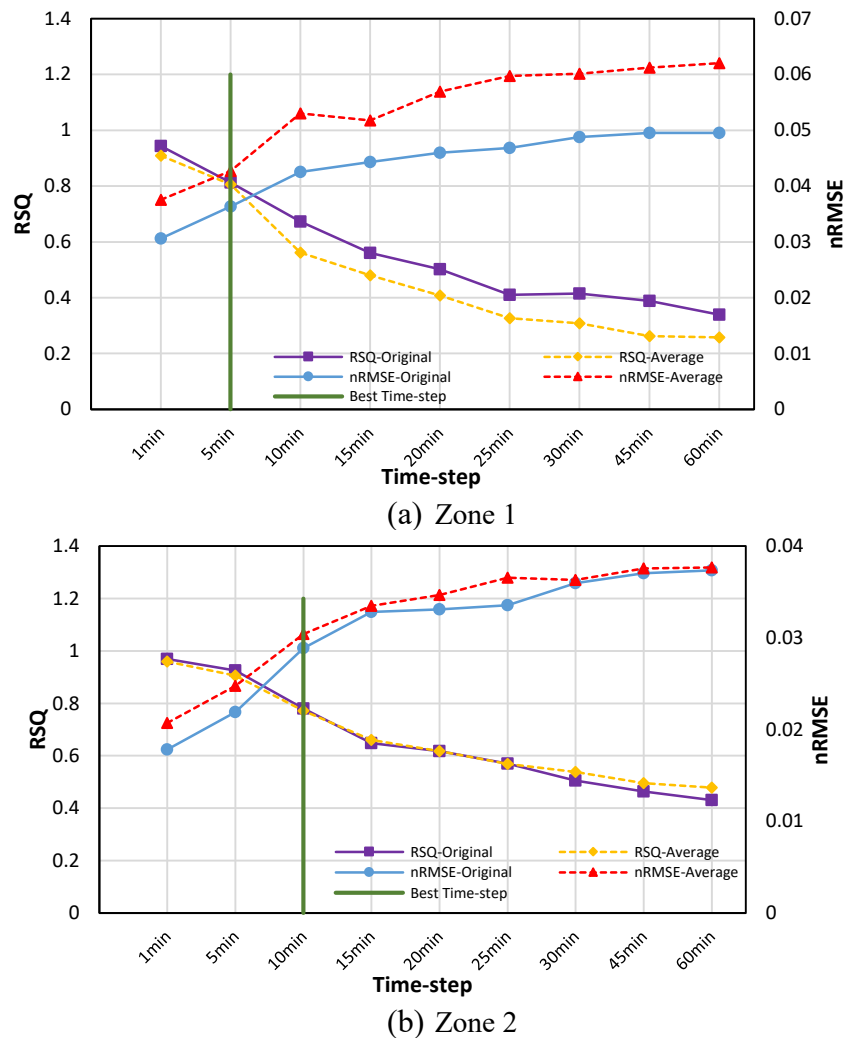 1.4
1.2
1
0.8
0.6
0.4
0.2
0
RSQ
0.07
0.06
0.05
0.04
0.03
0.02
0.01
0
nRMSE
RSQ-Original
RSQ-Average
nRMSE-Original
nRMSE-Average
Best Time-step
1min
5min
10min
15min
20min
25min
30min
45min
60min
Time-step
(a) Zone 1
1.4
1.2
1
0.8
0.6
0.4
0.2
0
RSQ
0.04
0.03
0.02
0.01
0
nRMSE
RSQ-Original
RSQ-Average
nRMSE-Original
nRMSE-Average
Best Time-step
1min
5min
10min
15min
20min
25min
30min
45min
60min
Time-step
(b) Zone 2